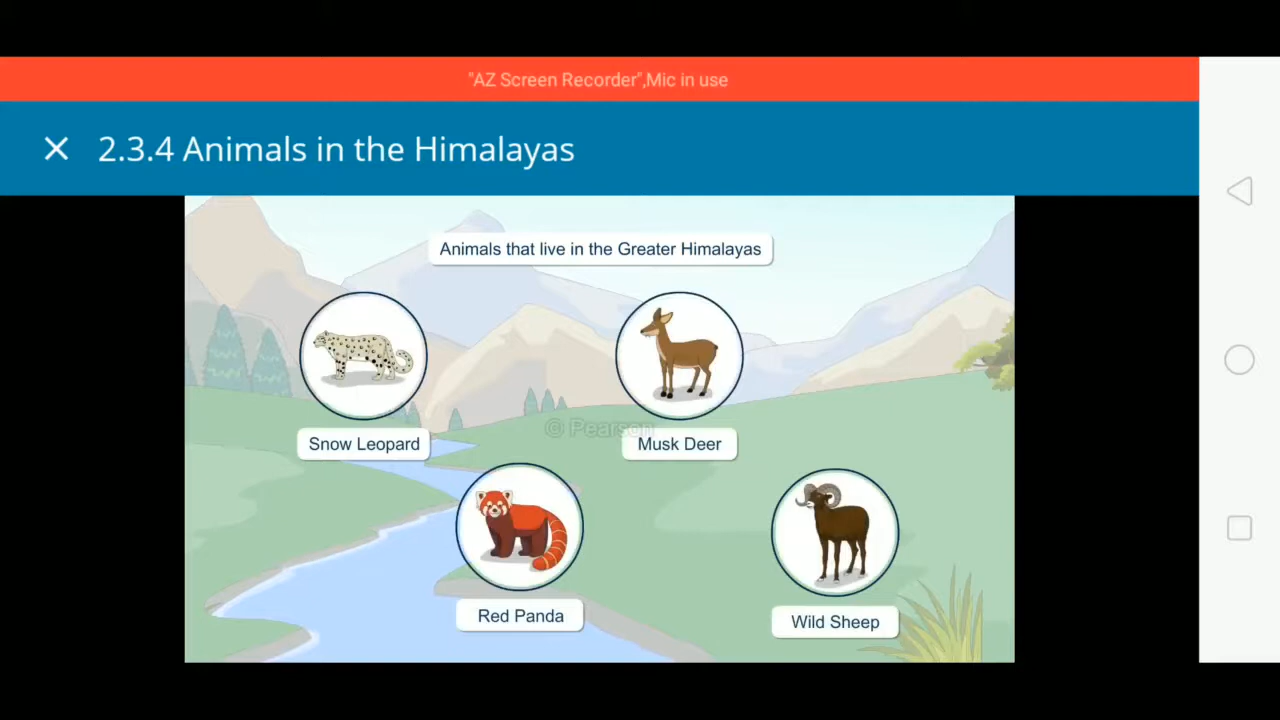 "AZ Screen Recorder",Mic in use
2.3.4 Animals in the Himalayas
Animals that live in the Greater Himalayas
© Pearson
Snow Leopard
Musk Deer
Red Panda
Wild Sheep